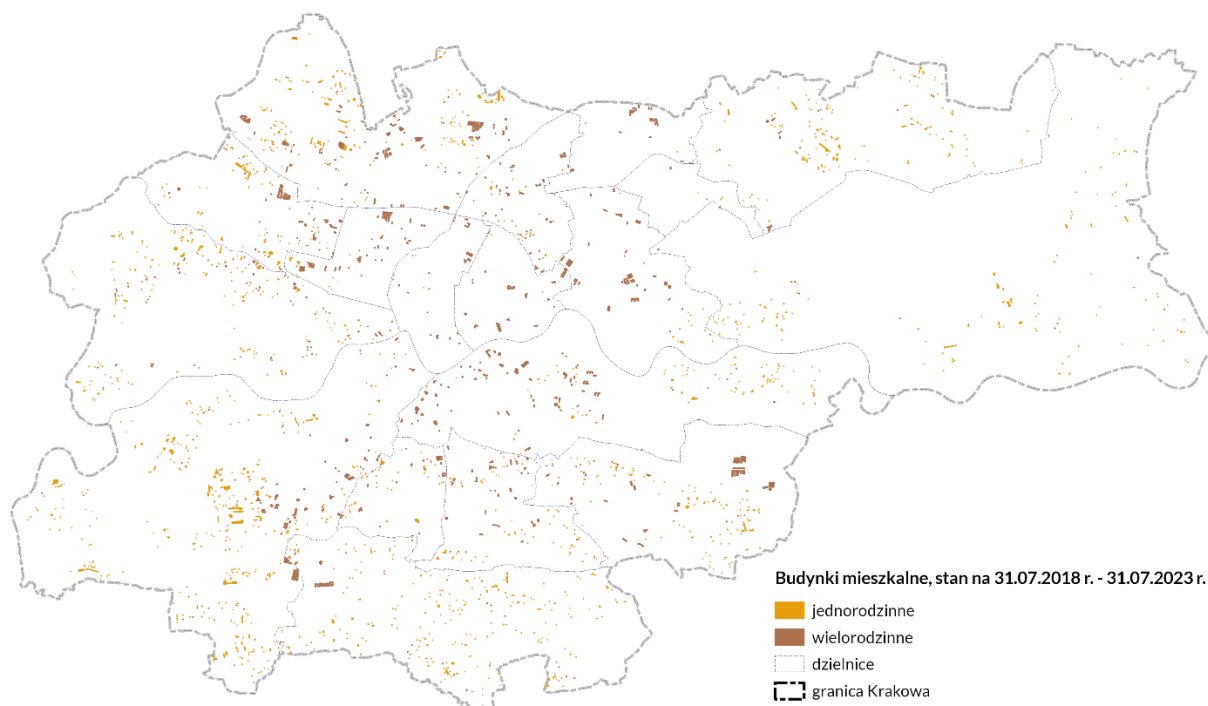 Budynki mieszkalne, stan na 31.07.2018 r. - 31.07.2023 r.
jednorodzinne
wielorodzinne
dzielnice
granica Krakowa